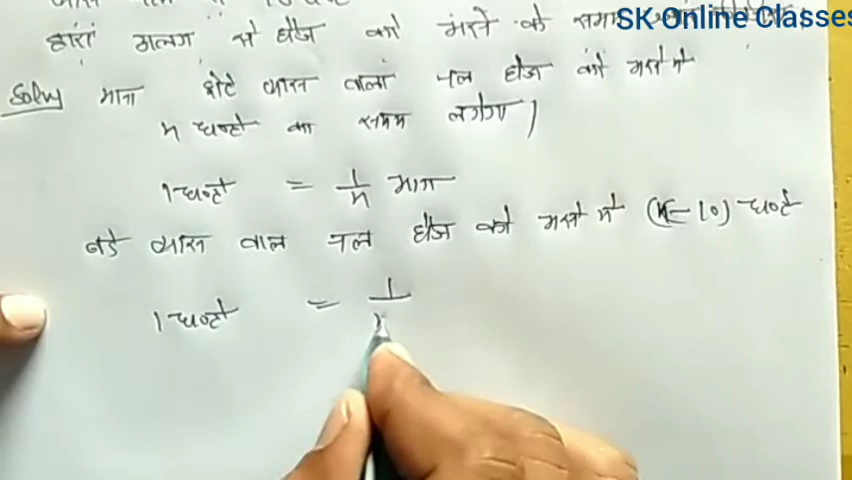 SK Online Classes
दोनों अलग से हौज को भरने के समय
Solu माना छोटे व्यास वाला नल हौज को भरने में
x घण्टे का समय लगेगा।
1 घण्टे = 1/x भाग
बडे व्यास वाल नल हौज को भरने में (x-10) घण्टे
1 घण्टे = 1/x